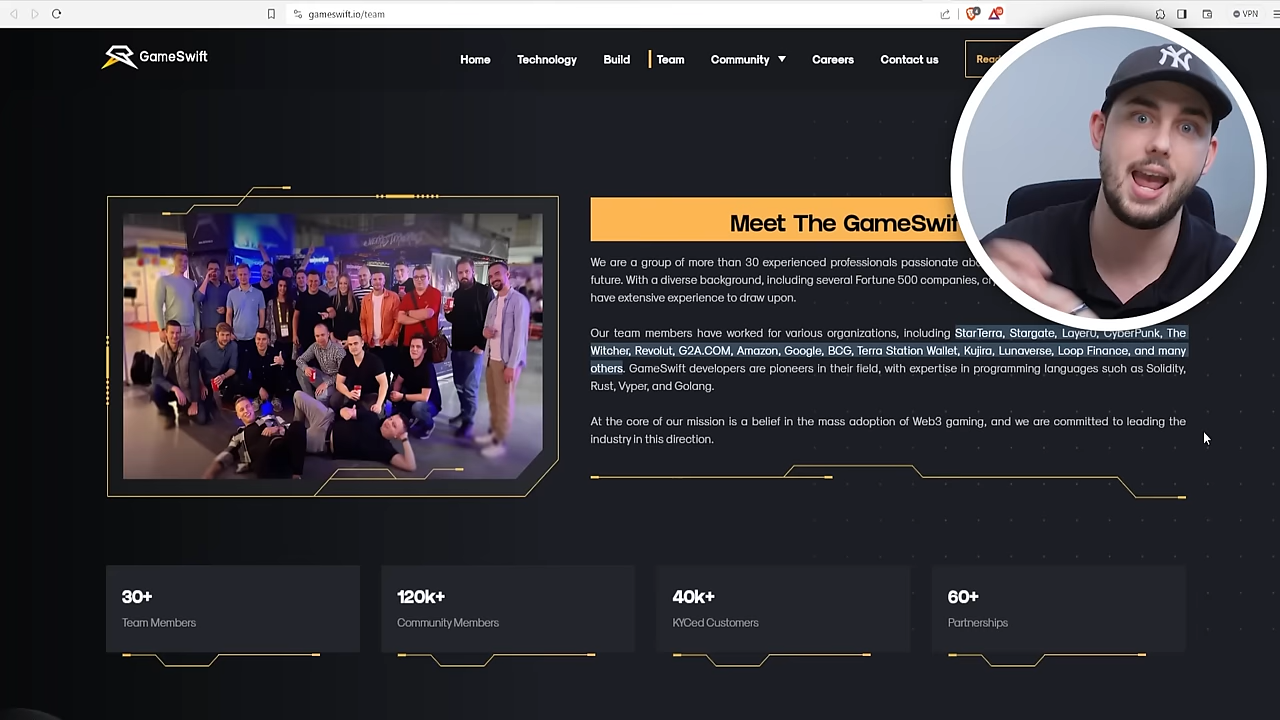 gameswift.io/team
VPN
GameSwift
Home Technology Build Team Community Careers Contact us
Meet The GameSwif
We are a group of more than 30 experienced professionals passionate
future. With a diverse background, including several Fortune 500 companies,
have extensive experience to draw upon.
Our team members have worked for various organizations, including StarTerra, Stargate, Layer0, CyberPunk, The
Witcher, Revolut, G2A.COM, Amazon, Google, BCG, Terra Station Wallet, Kujira, Lunaverse, Loop Finance, and many
others. GameSwift developers are pioneers in their field, with expertise in programming languages such as Solidity,
Rust, Vyper, and Golang.
At the core of our mission is a belief in the mass adoption of Web3 gaming, and we are committed to leading the
industry in this direction.
30+ 120k+ 40k+ 60+
Team Members Community Members KYCed Customers Partnerships